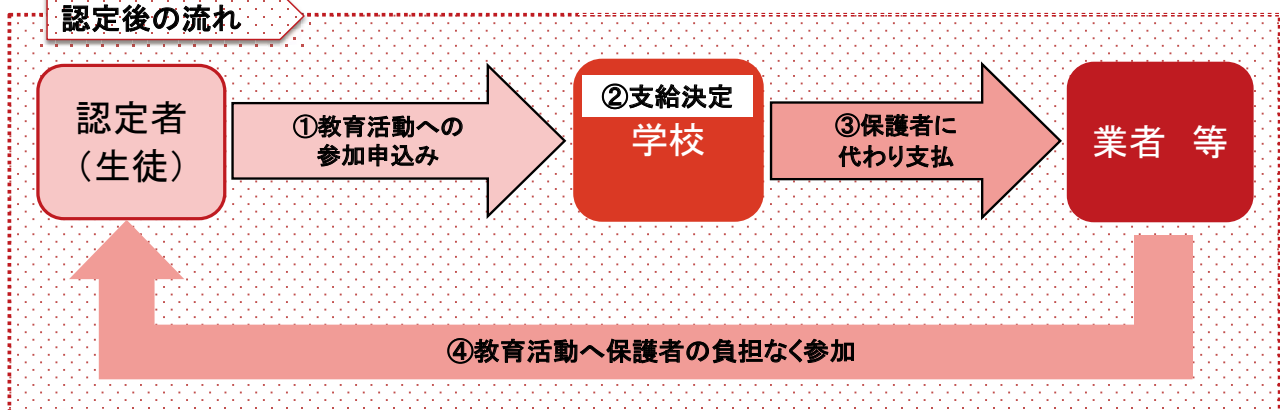 認定後の流れ
認定者
（生徒）
①教育活動への
参加申込み
②支給決定
学校
③保護者に
代わり支払
業者　等
④教育活動へ保護者の負担なく参加